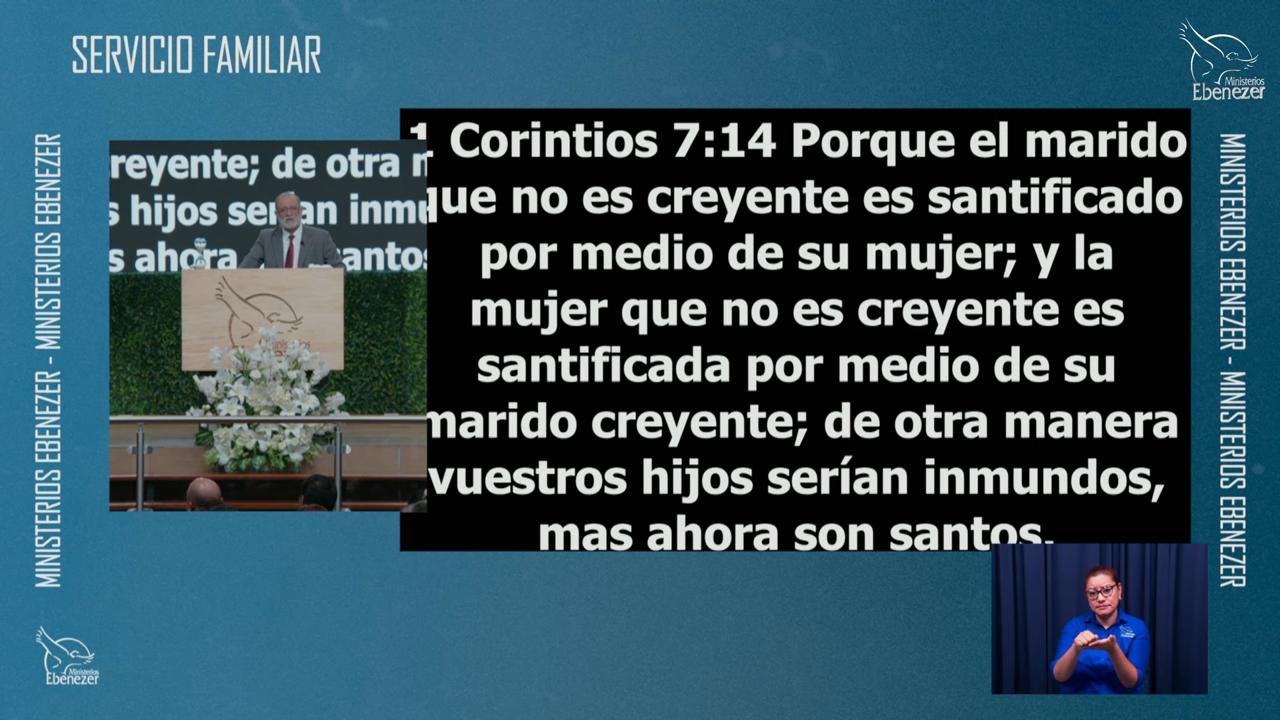 SERVICIO FAMILIAR
Ministerios
Ebenezer
MINISTERIOS EBENEZER - MINISTERIOS EBENEZER
reyente; de otra
hijos
inmu
s ahora
santos
1 Corintios 7:14 Porque el marido
que no es creyente es santificado
por medio de su mujer; y la
mujer que no es creyente es
santificada por medio de su
marido creyente; de otra manera
vuestros hijos serían inmundos,
mas ahora son santos.
MINISTERIOS EBENEZER - MINISTERIOS EBENEZER
Ministerios
Ebenezer